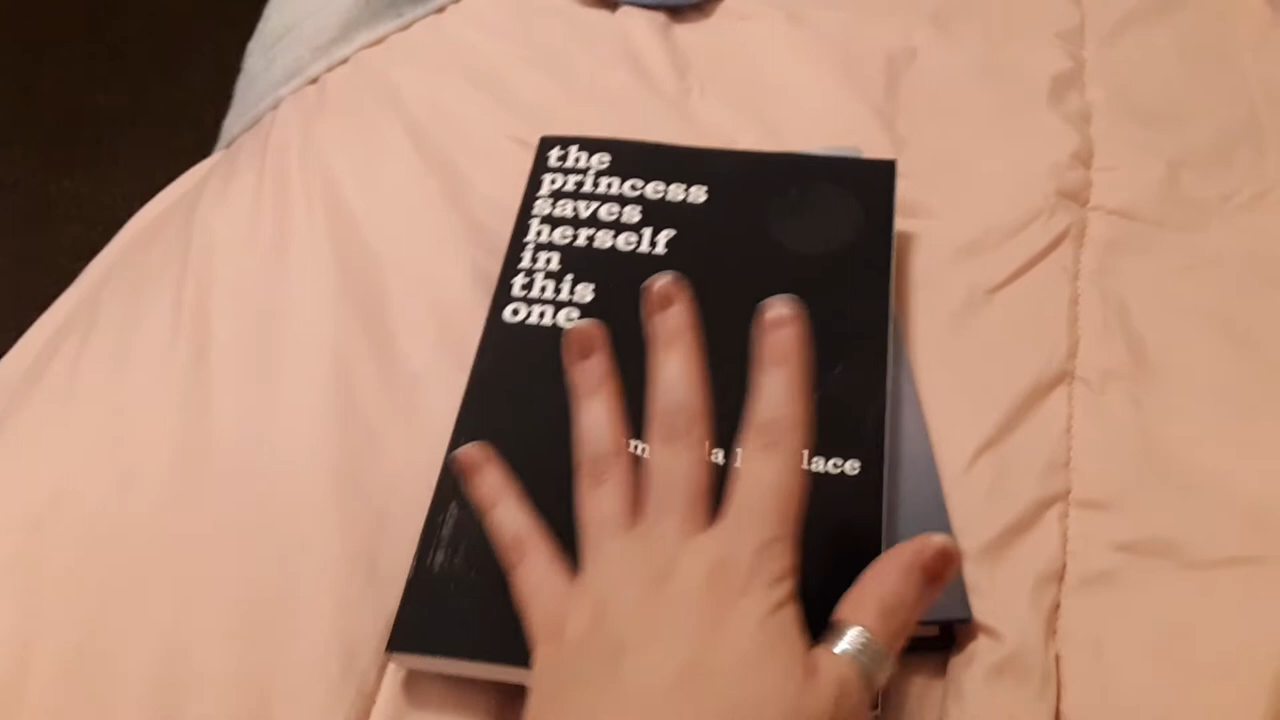 the
princess
saves
herself
in
this
one
lace